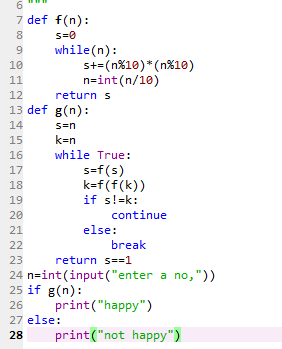 6 """
7 def f(n):
8     s=0
9     while(n):
10         s+=(n%10)*(n%10)
11         n=int(n/10)
12     return s
13 def g(n):
14     s=n
15     k=n
16     while True:
17         s=f(s)
18         k=f(f(k))
19         if s!=k:
20             continue
21         else:
22             break
23     return s==1
24 n=int(input("enter a no,"))
25 if g(n):
26     print("happy")
27 else:
28     print("not happy")